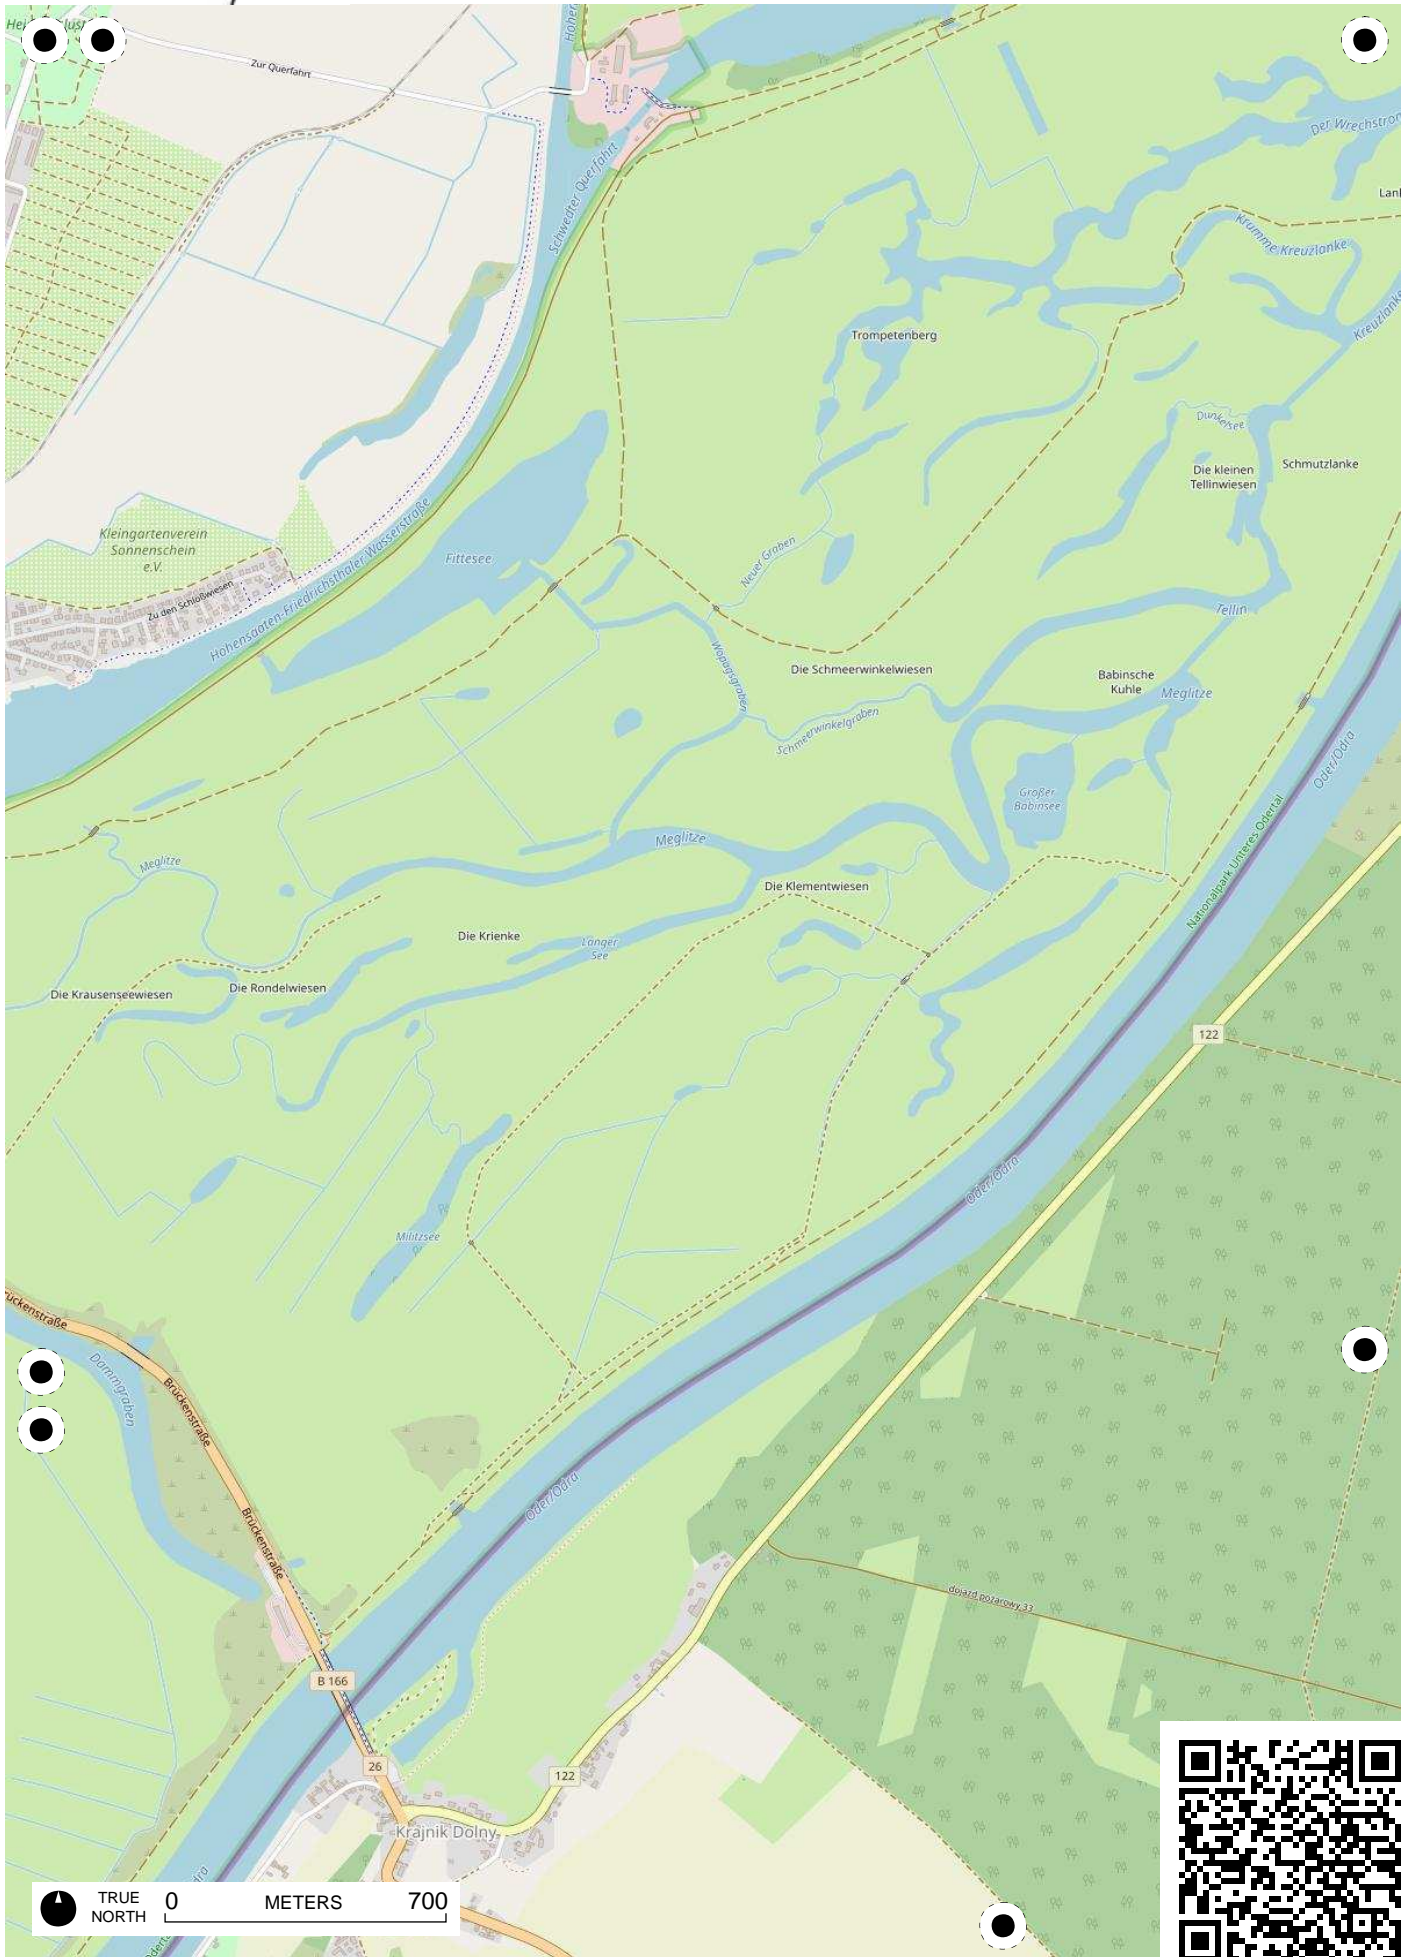 Zur Querfahrt
Schwedter Querfahrt
Der Wrechstrom
Krumme Kreuzlanke
Kreuzlanke
Trompetenberg
Dunkelsee
Die kleinen
Tellinwiesen
Schmutzlanke
Kleingartenverein
Sonnenschein
e.V.
Fittesee
Neuer Graben
Zu den Schloßwiesen
Hohensaaten-Friedrichsthaler Wasserstraße
Tellin
Wapagsgraben
Die Schmeerwinkelwiesen
Babinsche
Kuhle
Meglitze
Schmeerwinkelgraben
Oder/Odra
Großer
Babinsee
Meglitze
Meglitze
Nationalpark Unteres Odertal
Die Klementwiesen
Die Krienke
Langer
See
Die Krausenseewiesen
Die Rondelwiesen
122
Oder/Odra
Militzsee
rückenstraße
Dammgraben
Brückenstraße
Oder/Odra
Brückenstraße
dojazd pożarowy 33
B 166
26
122
Krajnik Dolny
TRUE
NORTH
0 METERS 700